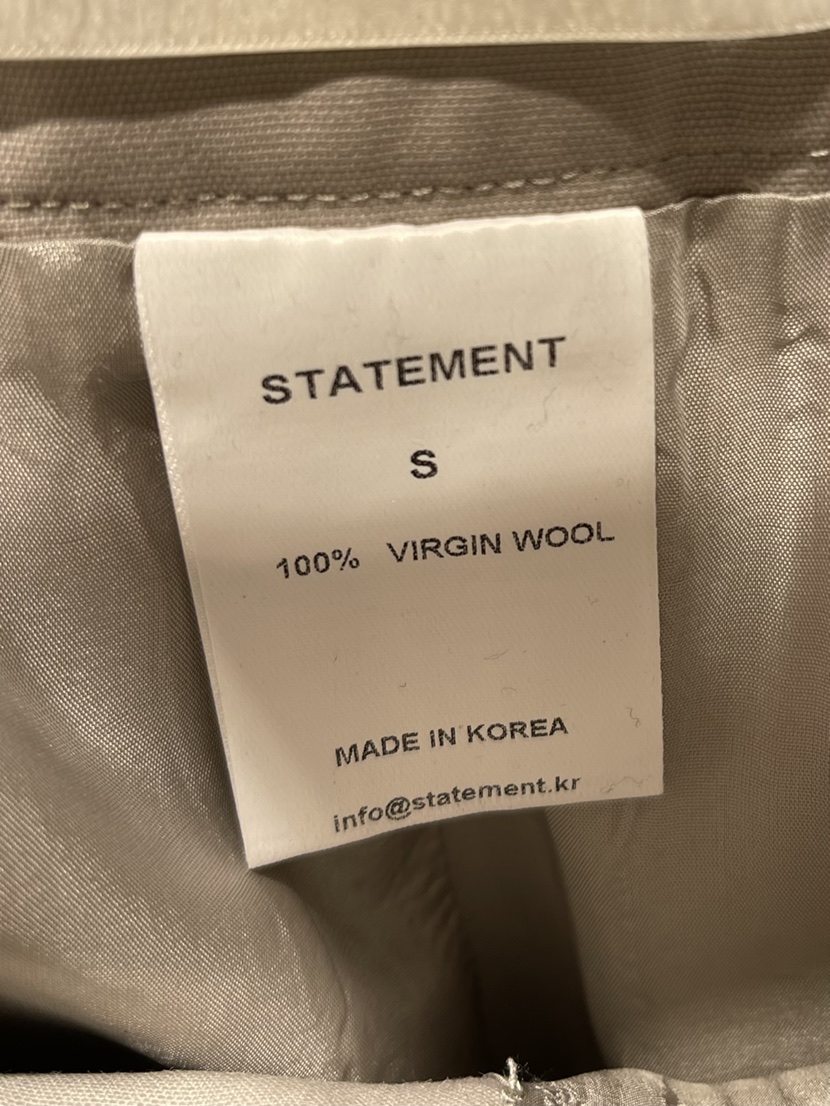 STATEMENT
S
100% VIRGIN WOOL
MADE IN KOREA
info@statement.kr